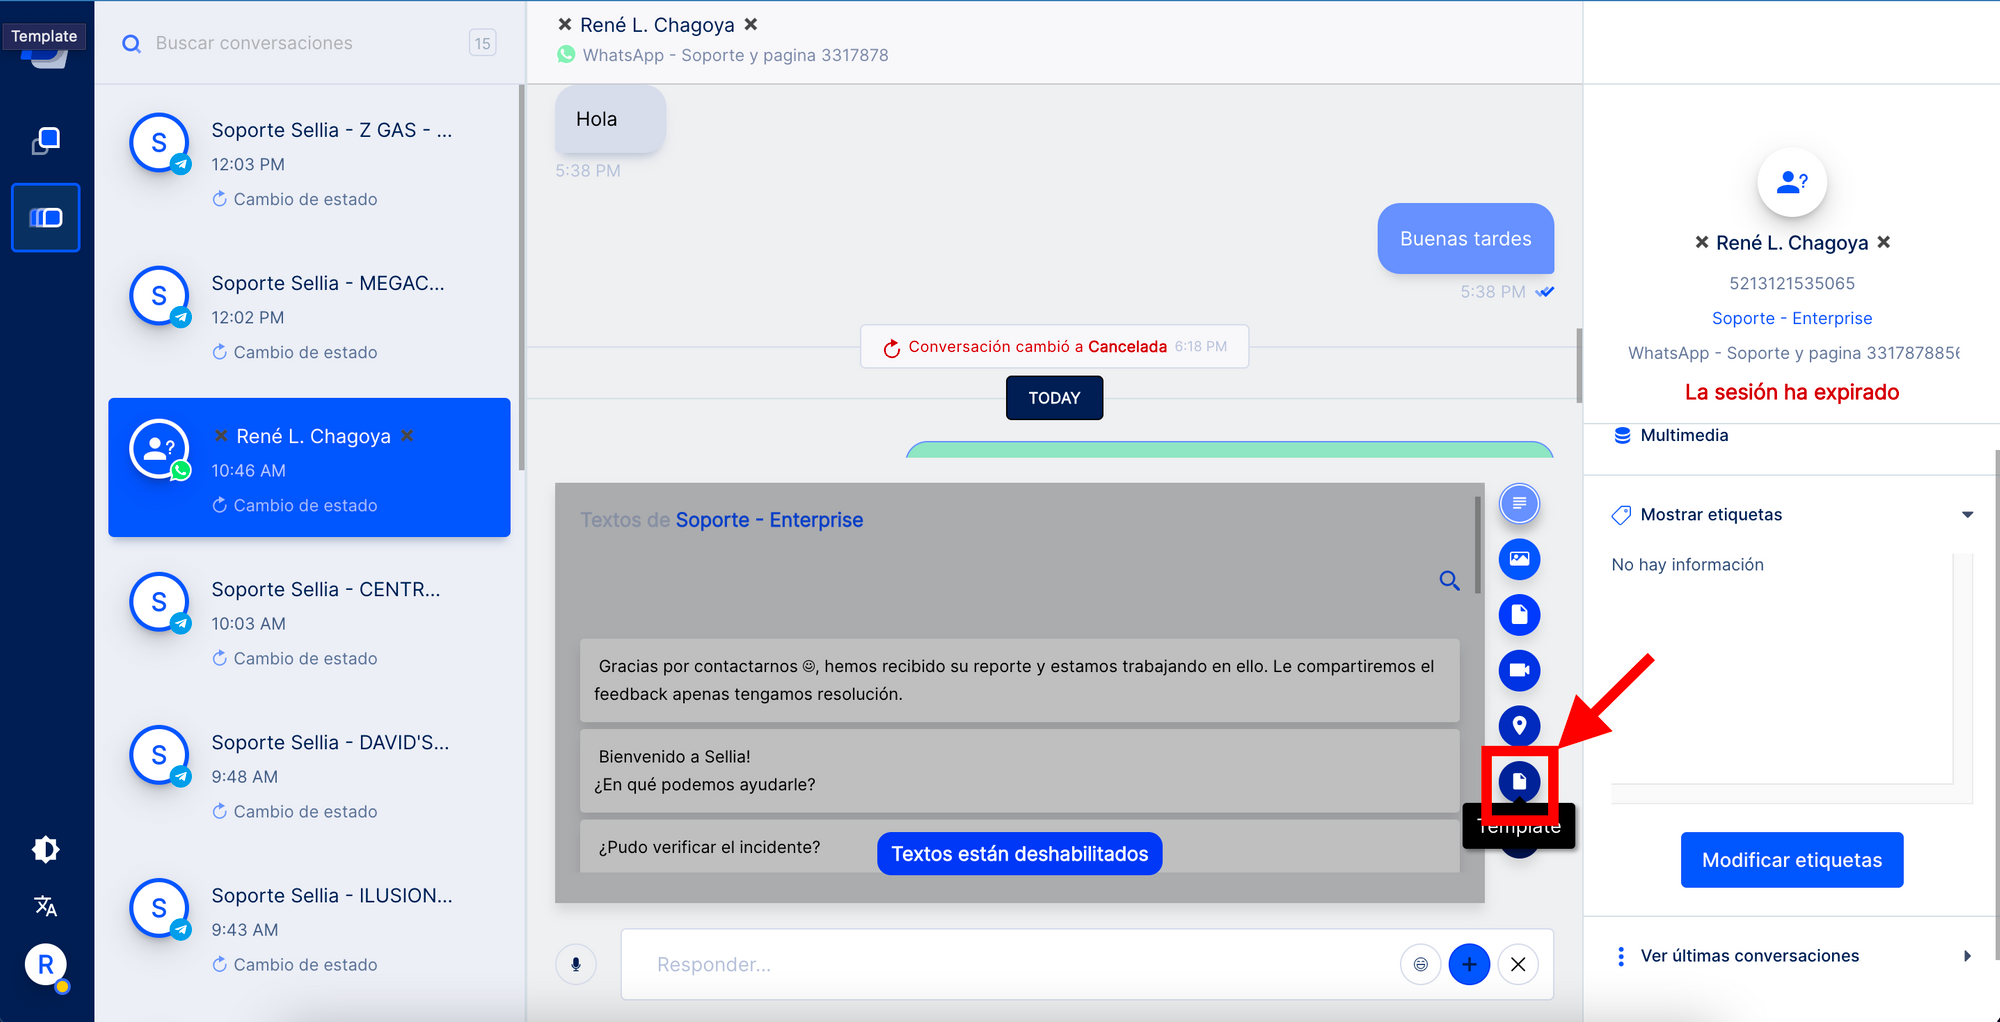 Template
Buscar conversaciones
15
Soporte Sellia - Z GAS - ...
12:03 PM
Cambio de estado
Soporte Sellia - MEGAC...
12:02 PM
Cambio de estado
René L. Chagoya
10:46 AM
Cambio de estado
Soporte Sellia - CENTR...
10:03 AM
Cambio de estado
Soporte Sellia - DAVID'S...
9:48 AM
Cambio de estado
Soporte Sellia - ILUSION...
9:43 AM
Cambio de estado
R
René L. Chagoya
WhatsApp - Soporte y pagina 3317878
Hola
5:38 PM
Buenas tardes
5:38 PM
Conversación cambió a Cancelada 6:18 PM
TODAY
Textos de Soporte - Enterprise
Gracias por contactarnos ☺, hemos recibido su reporte y estamos trabajando en ello. Le compartiremos el
feedback apenas tengamos resolución.
Bienvenido a Sellia!
¿En qué podemos ayudarle?
¿Pudo verificar el incidente?
Textos están deshabilitados
Template
Responder...
René L. Chagoya
5213121535065
Soporte - Enterprise
WhatsApp - Soporte y pagina 331787885
La sesión ha expirado
Multimedia
Mostrar etiquetas
No hay información
Modificar etiquetas
Ver últimas conversaciones